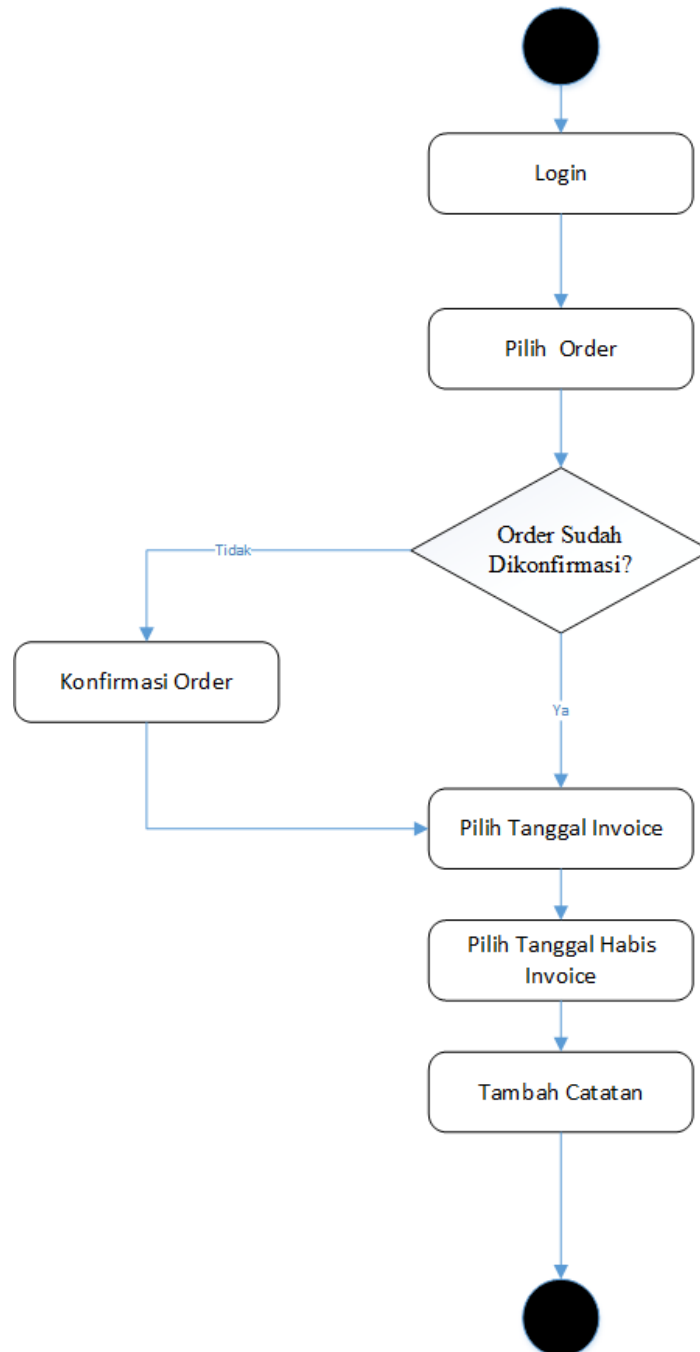 Login
Pilih Order
Order Sudah
Dikonfirmasi?
Tidak
Konfirmasi Order
Ya
Pilih Tanggal Invoice
Pilih Tanggal Habis
Invoice
Tambah Catatan